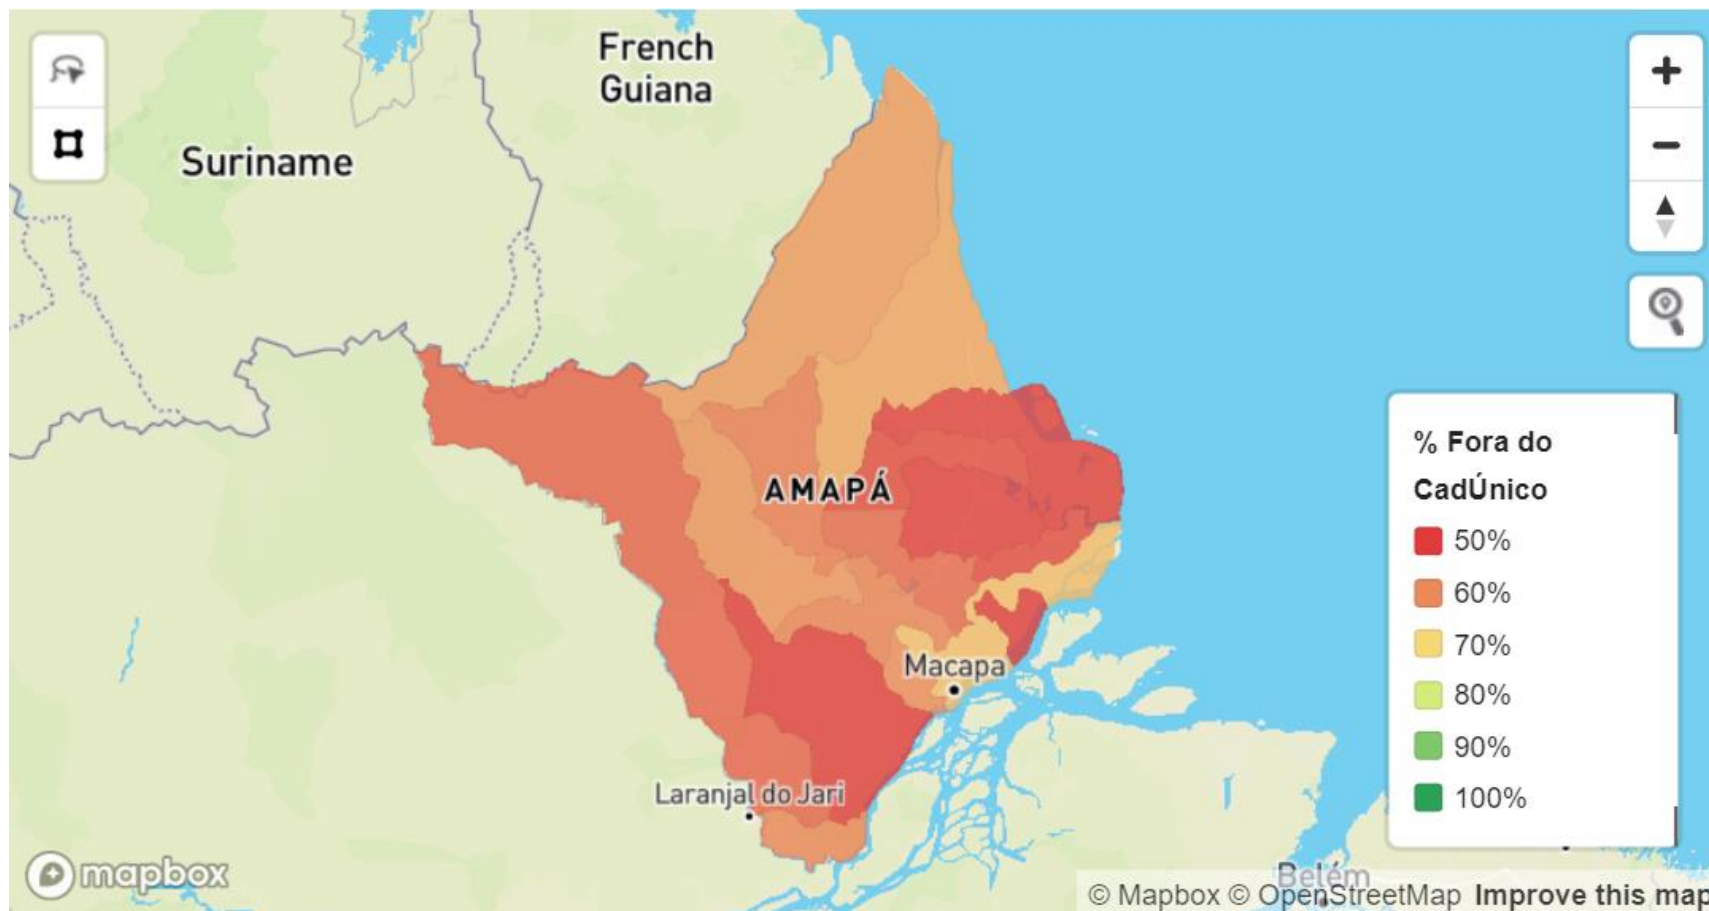 French
Guiana
Suriname
AMAPÁ
Macapa
Laranjal do Jari
% Fora do
CadÚnico
50%
60%
70%
80%
90%
100%
Belém
mapbox
© Mapbox © OpenStreetMap Improve this map